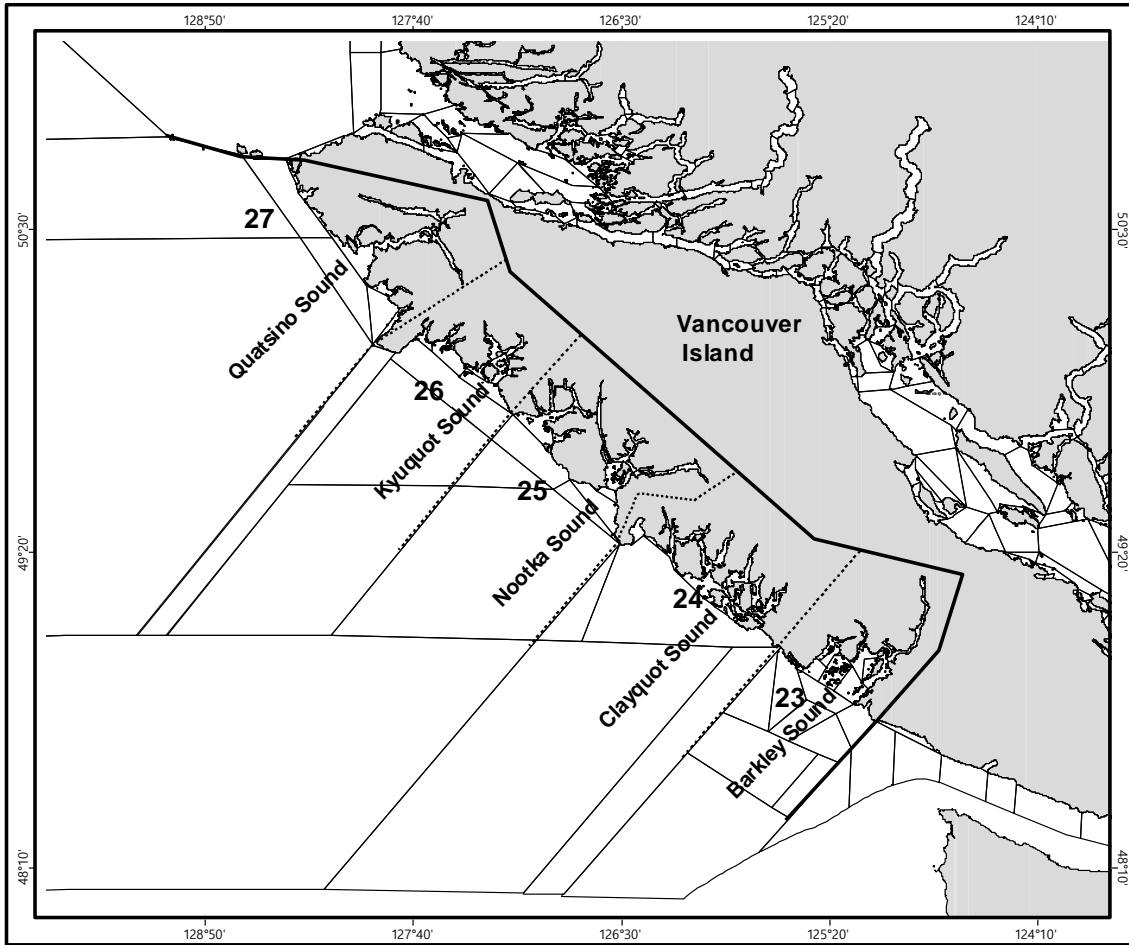 128°50' 127°40' 126°30' 125°20' 124°10'
50°30' 50°30'
27
Quatsino Sound
Vancouver
Island
26
Kyuquot Sound
25
Nootka Sound
49°20' 49°20'
24
Clayquot Sound
23
Barkley Sound
48°10' 48°10'
128°50' 127°40' 126°30' 125°20' 124°10'